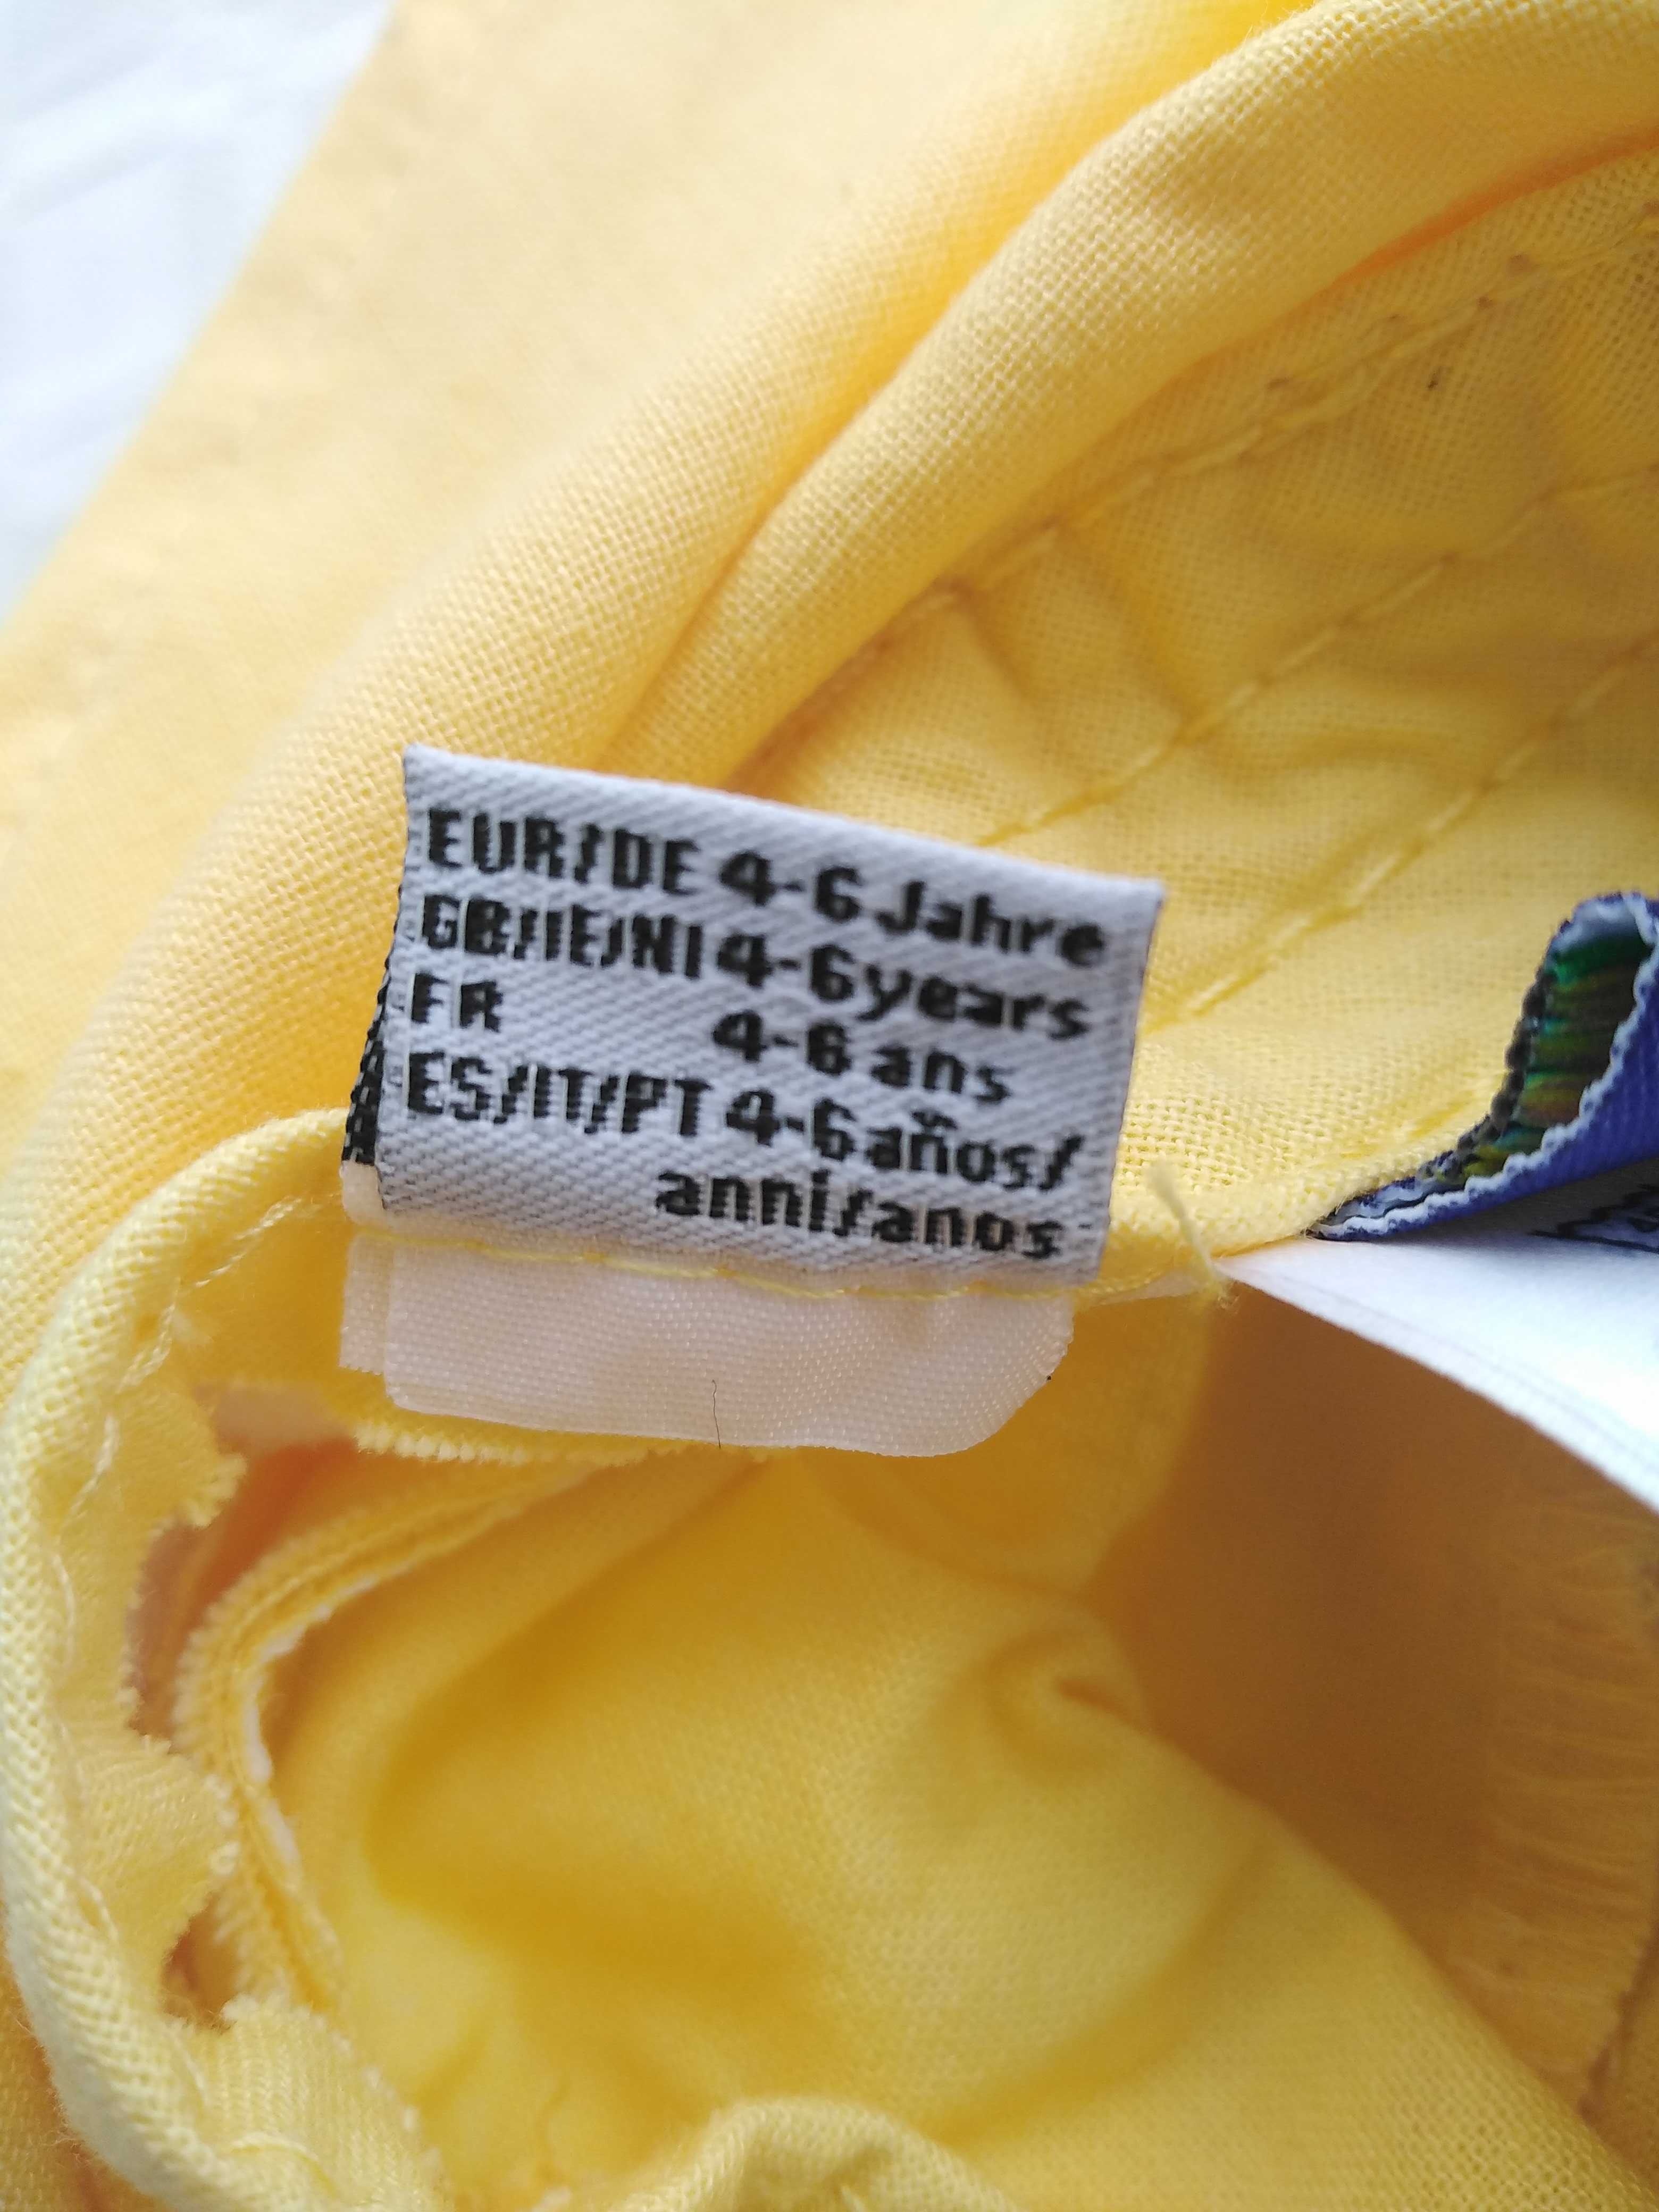 EUR/DE 4-6 Jahre
GB/IE/NI 4-6 years
FR 4-6 ans
ES/IT/PT 4-6 años/
anni/anos